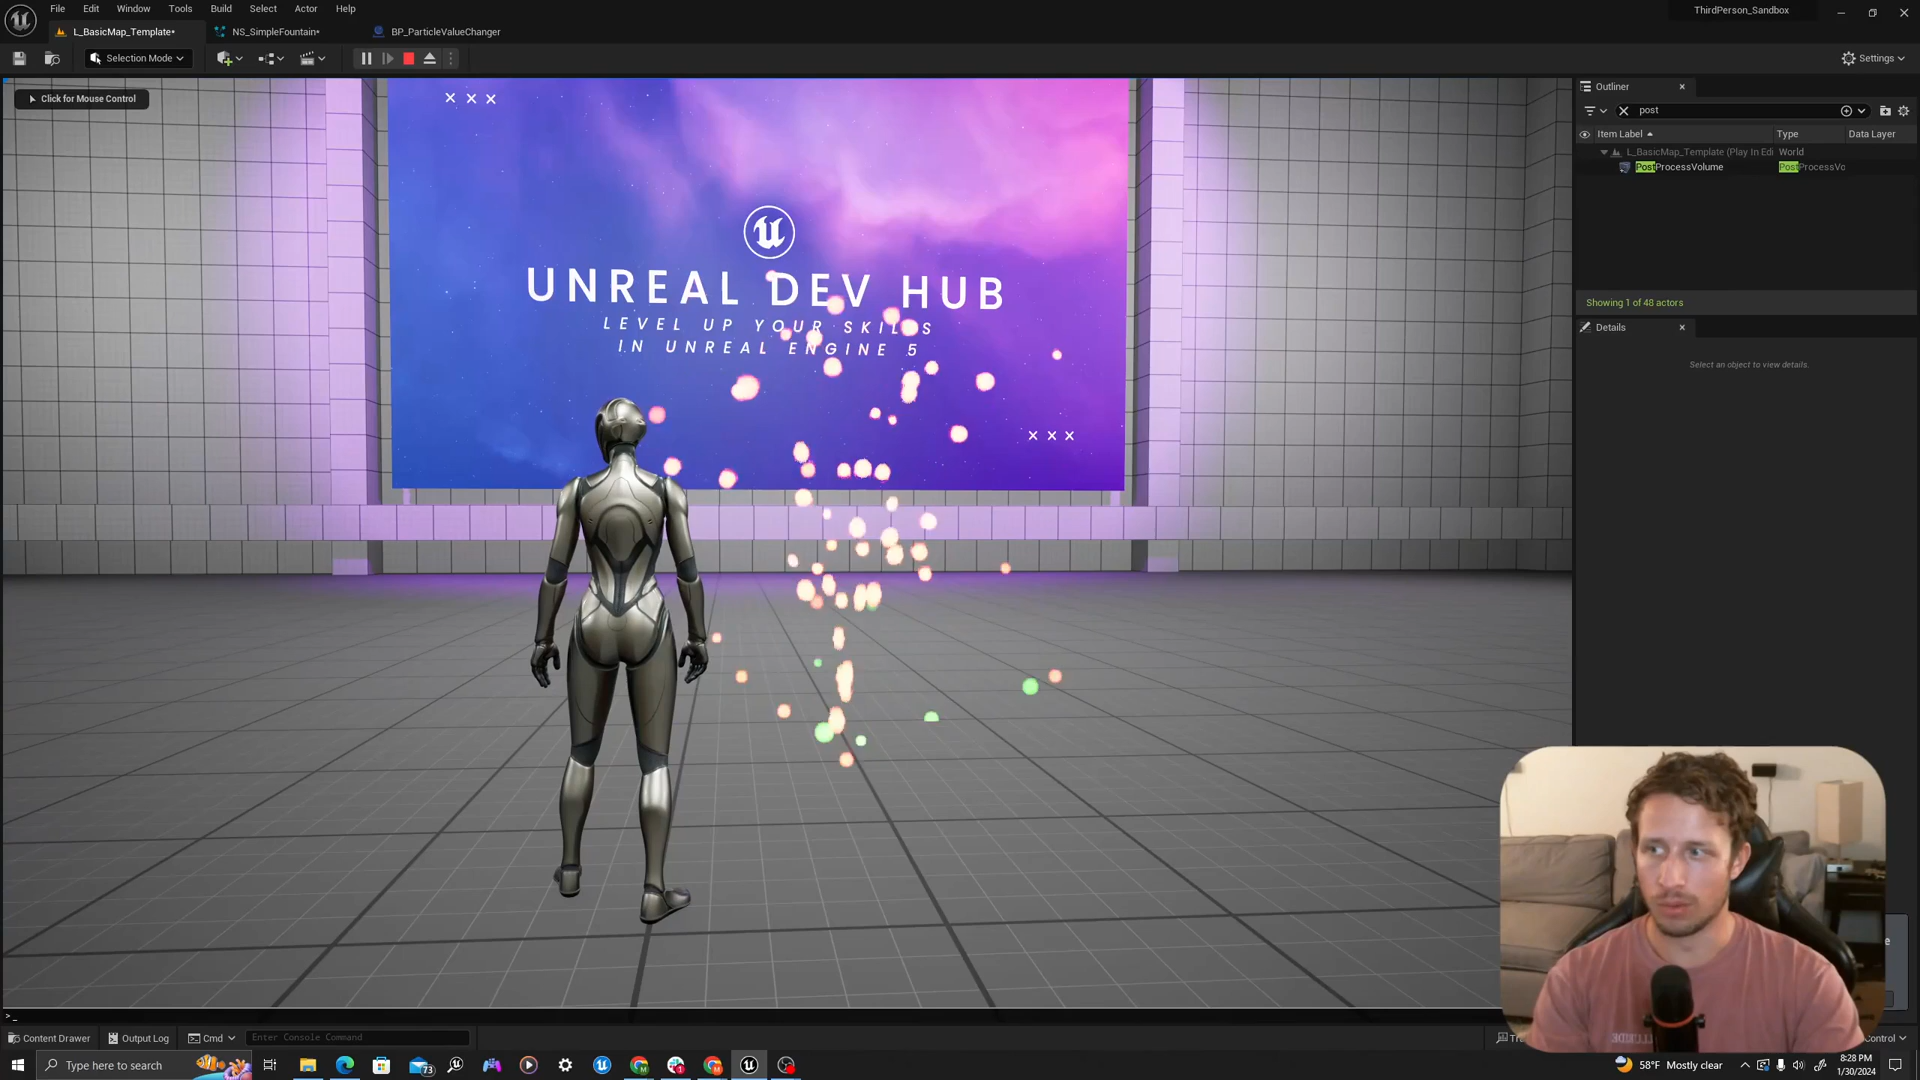 File Edit Window Tools Build Select Actor Help
ThirdPerson_Sandbox
L_BasicMap_Template*
NS_SimpleFountain*
BP_ParticleValueChanger
Selection Mode
Settings
Click for Mouse Control
Outliner
post
Item Label
Type
Data Layer
L_BasicMap_Template (Play In Edi
World
PostProcessVolume
PostProcessVo
Showing 1 of 48 actors
Details
Select an object to view details.
UNREAL DEV HUB
LEVEL UP YOUR SKILLS
IN UNREAL ENGINE 5
>_
Content Drawer
Output Log
Cmd
Enter Console Command
Type here to search
73
58°F Mostly clear
8:28 PM
1/30/2024